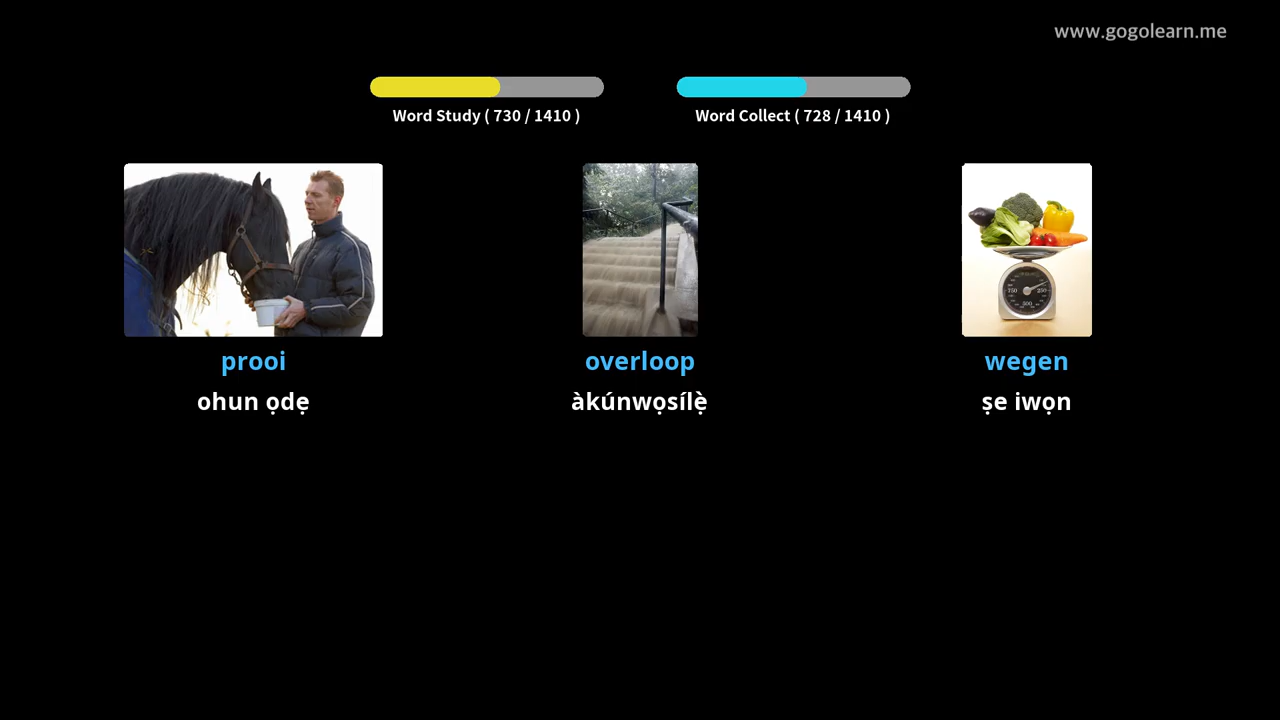 www.gogolearn.me
Word Study ( 730 / 1410 )
Word Collect ( 728 / 1410 )
prooi
overloop
wegen
ohun ọdẹ
àkúnwọsílẹ̀
ṣe iwọn